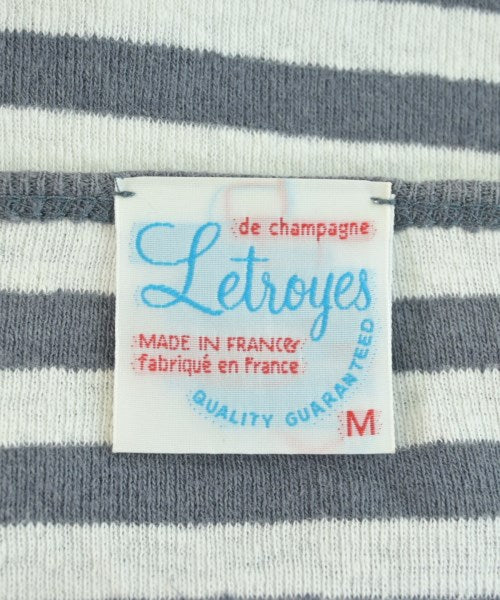 de champagne
Letroyes
MADE IN FRANCE
fabriqué en France
QUALITY GUARANTEED
M